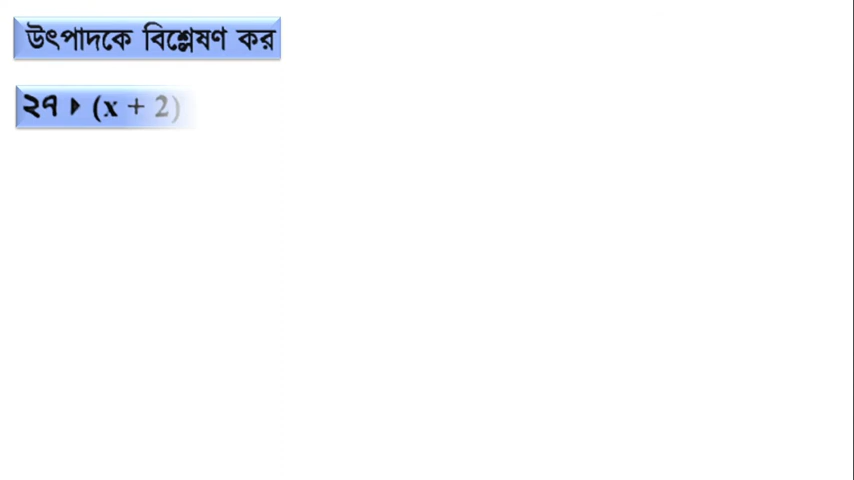 উৎপাদকে বিশ্লেষণ কর
২৭ ▶ (x + 2)